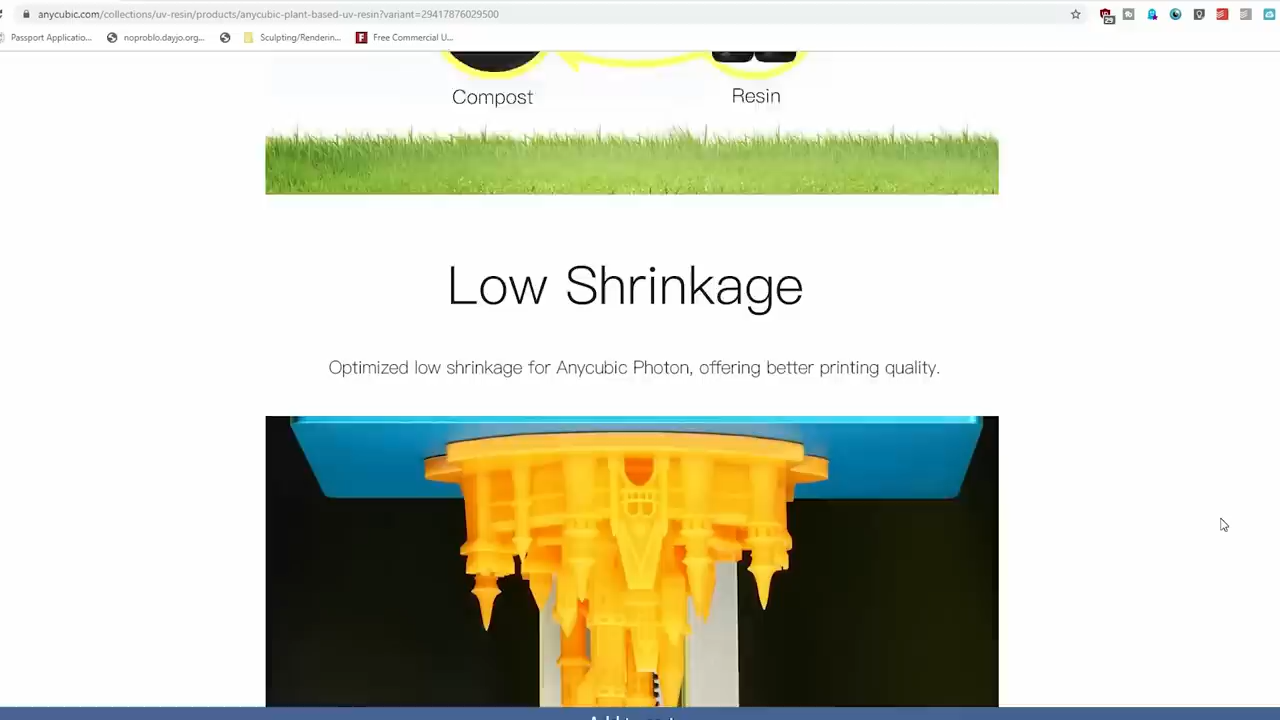 anycubic.com/collections/uv-resin/products/anycubic-plant-based-uv-resin?variant=29417876029500
29
Passport Applicatio... noproblo.dayjo.org... Sculpting/Renderin... Free Commercial U...
Compost Resin
Low Shrinkage
Optimized low shrinkage for Anycubic Photon, offering better printing quality.